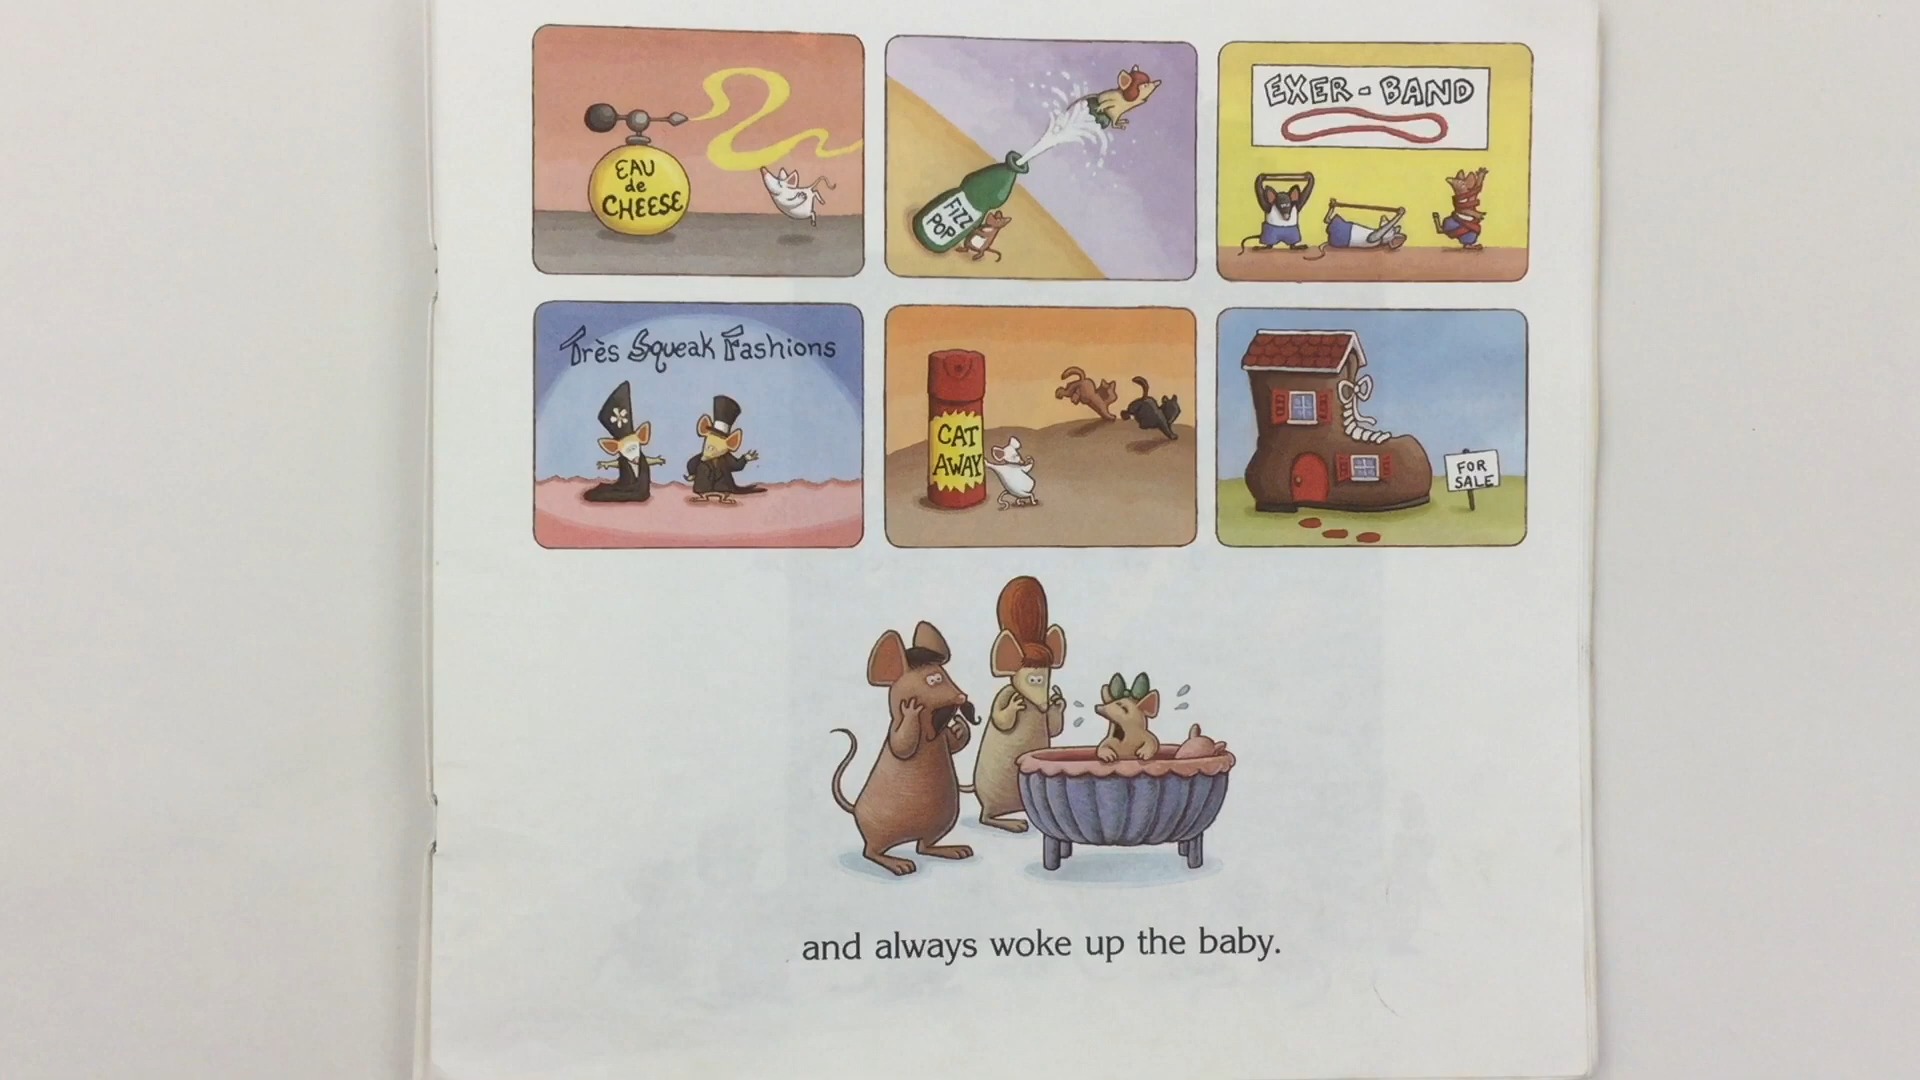 EAU
de
CHEESE
FIZZ
POP
EXER-BAND
Très Squeak Fashions
CAT
AWAY
FOR
SALE
and always woke up the baby.